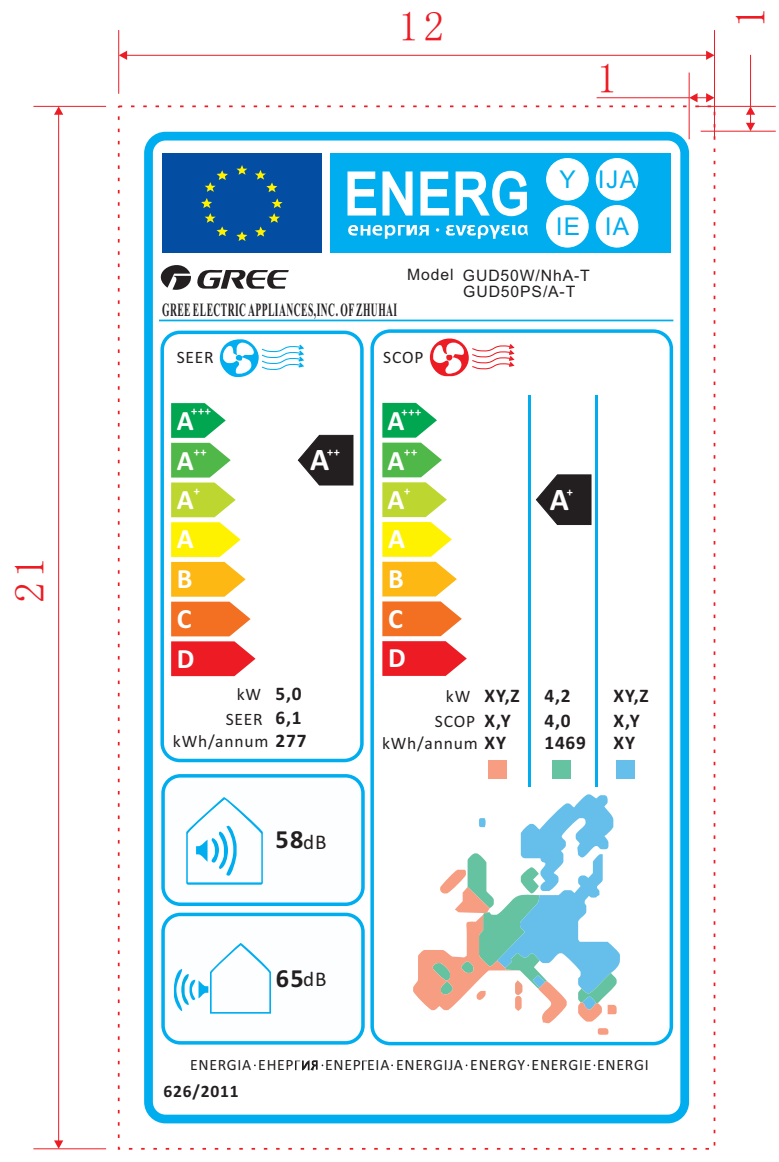 12
1
1
21
ENERG
енергия · ενεργεια
Y IJA
IE IA
GREE
Model GUD50W/NhA-T
GUD50PS/A-T
GREE ELECTRIC APPLIANCES,INC. OF ZHUHAI
SEER
A+++
A++
A+
A
B
C
D
A++
kW 5,0
SEER 6,1
kWh/annum 277
SCOP
A+++
A++
A+
A
B
C
D
A+
kW XY,Z 4,2 XY,Z
SCOP X,Y 4,0 X,Y
kWh/annum XY 1469 XY
58dB
65dB
ENERGIA·ЕНЕРГИЯ·ΕΝΕΡΓΕΙΑ·ENERGIJA·ENERGY·ENERGIE·ENERGI
626/2011